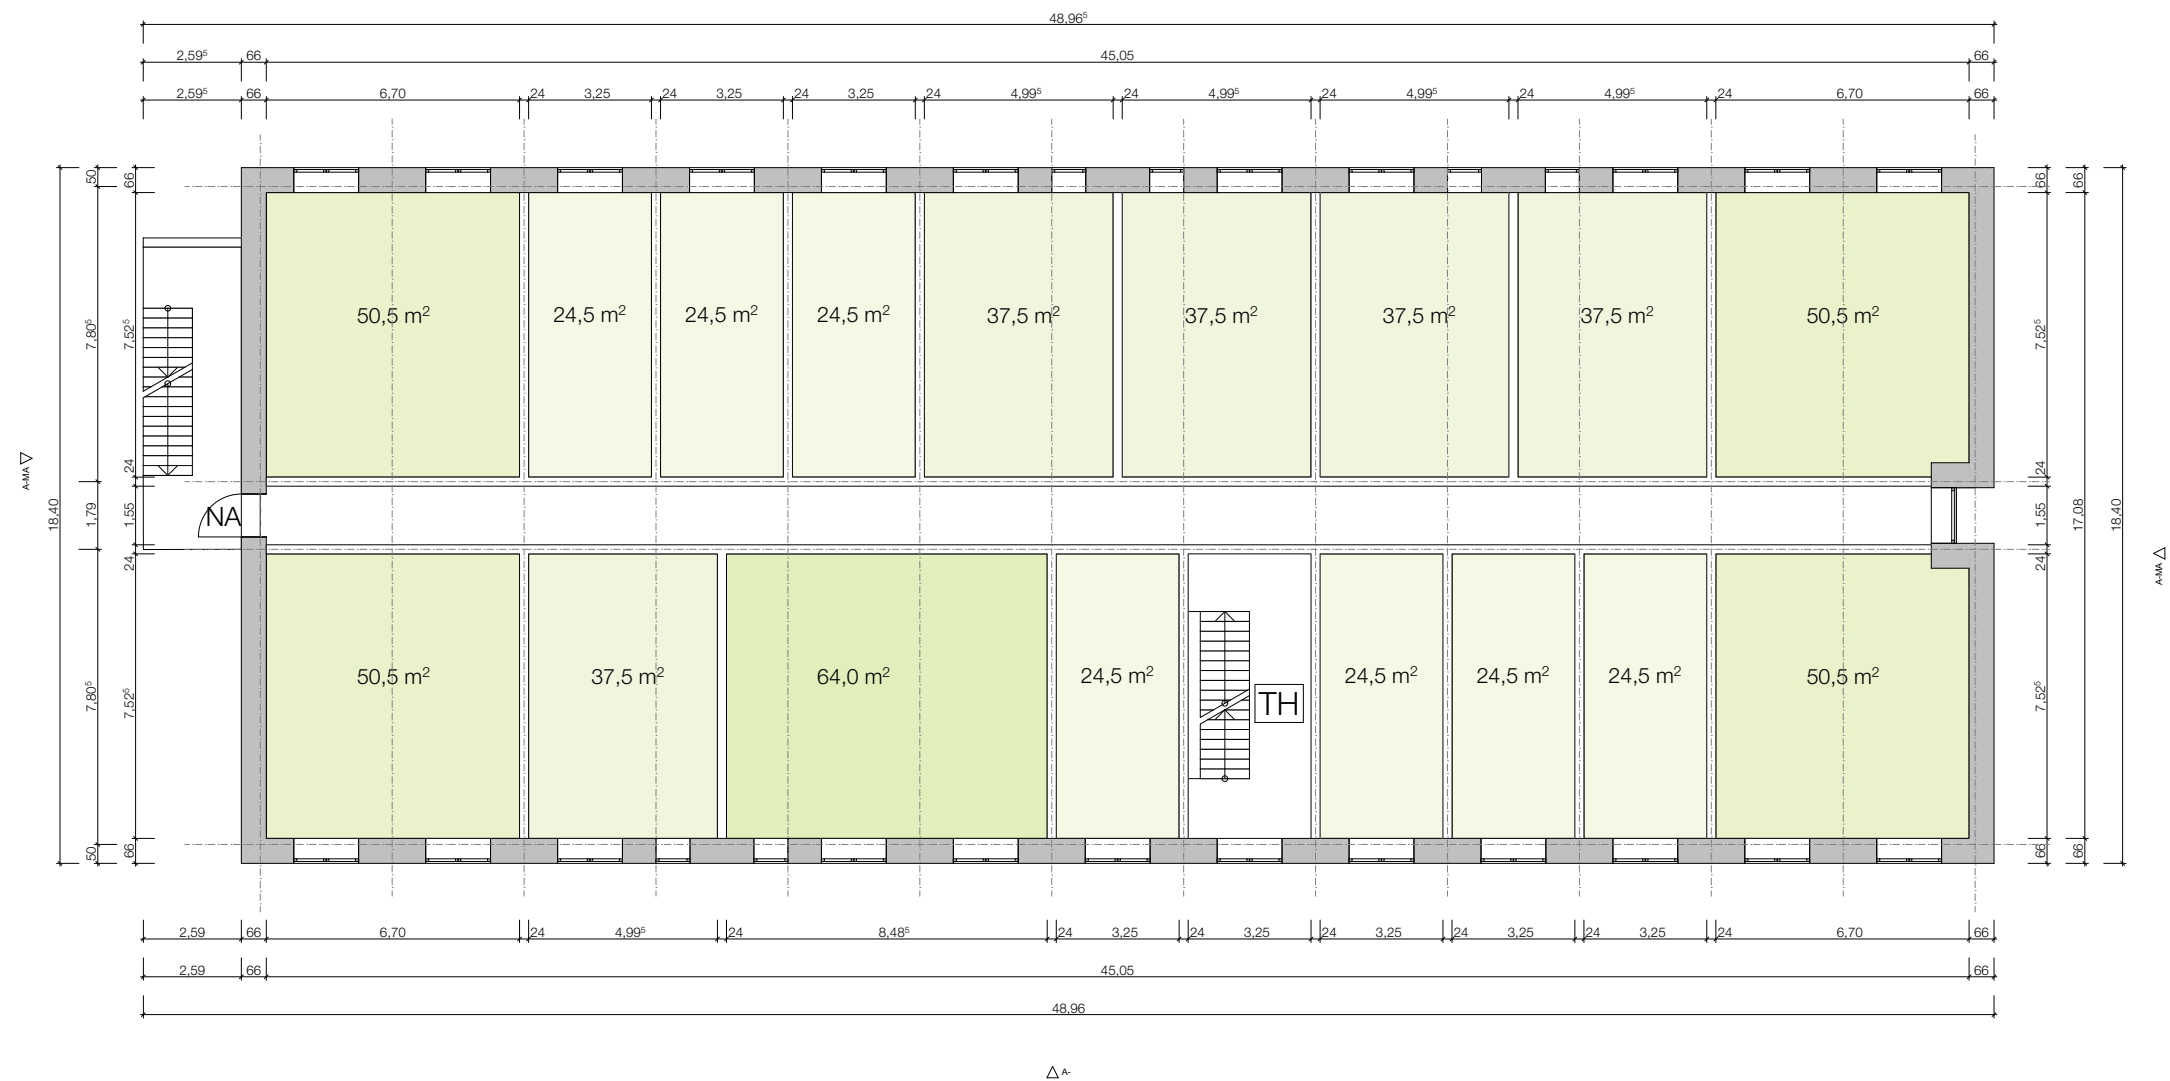 48,96⁵
2,59⁵ 66 45,05 66
2,59⁵ 66 6,70 24 3,25 24 3,25 24 3,25 24 4,99⁵ 24 4,99⁵ 24 4,99⁵ 24 4,99⁵ 24 6,70 66
50 66 66 66
50,5 m² 24,5 m² 24,5 m² 24,5 m² 37,5 m² 37,5 m² 37,5 m² 37,5 m² 50,5 m²
7,80⁵ 7,52⁵ 7,52⁵
A-MA
24 24
18,40 1,79 1,55 NA 1,55 17,08 18,40
24 24
A-MA
50,5 m² 37,5 m² 64,0 m² 24,5 m² TH 24,5 m² 24,5 m² 24,5 m² 50,5 m²
7,80⁵ 7,52⁵ 7,52⁵
50 66 66 66
2,59 66 6,70 24 4,99⁵ 24 8,48⁵ 24 3,25 24 3,25 24 3,25 24 3,25 24 3,25 24 6,70 66
2,59 66 45,05 66
48,96
A-